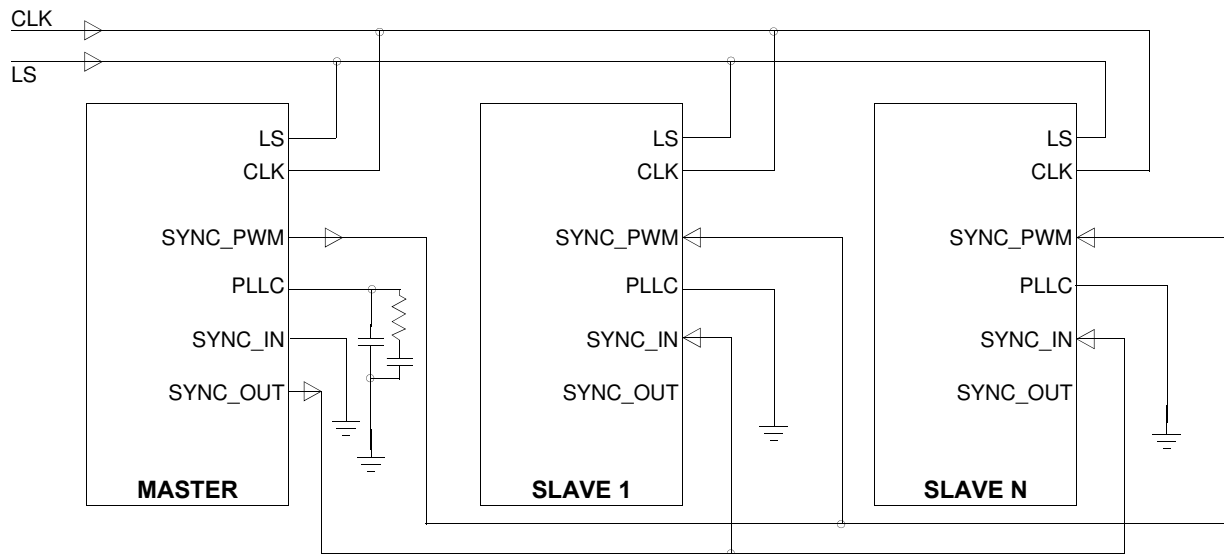 CLK
LS
LS
CLK
SYNC_PWM
PLLC
SYNC_IN
SYNC_OUT
MASTER
LS
CLK
SYNC_PWM
PLLC
SYNC_IN
SYNC_OUT
SLAVE 1
LS
CLK
SYNC_PWM
PLLC
SYNC_IN
SYNC_OUT
SLAVE N